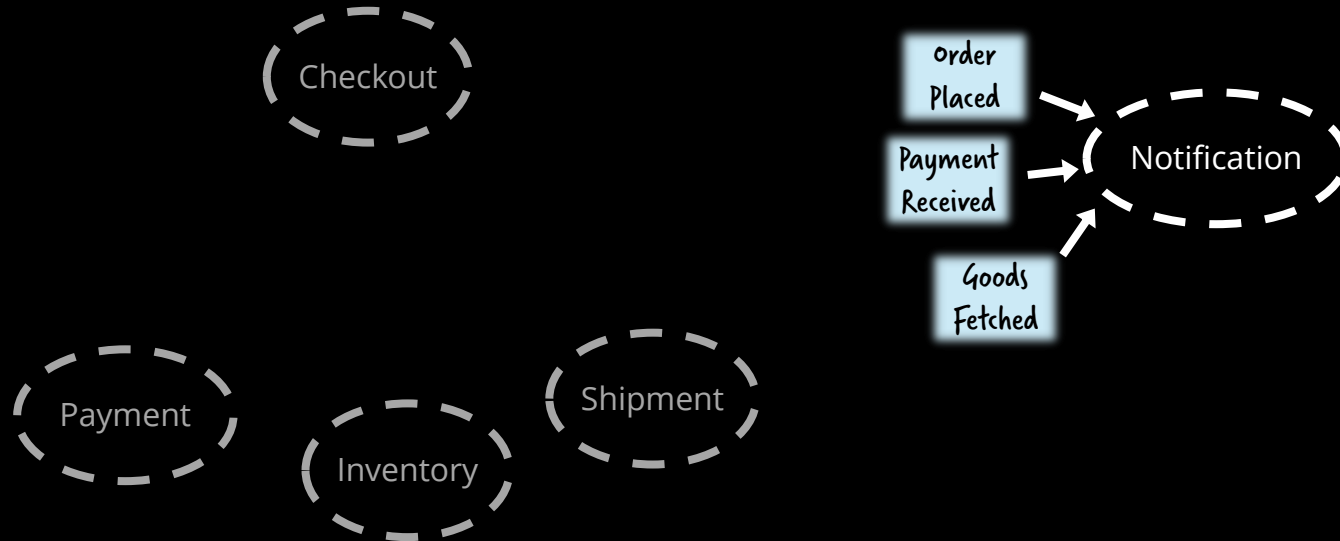 Checkout
Order
Placed
Payment
Received
Notification
Goods
Fetched
Payment
Inventory
Shipment